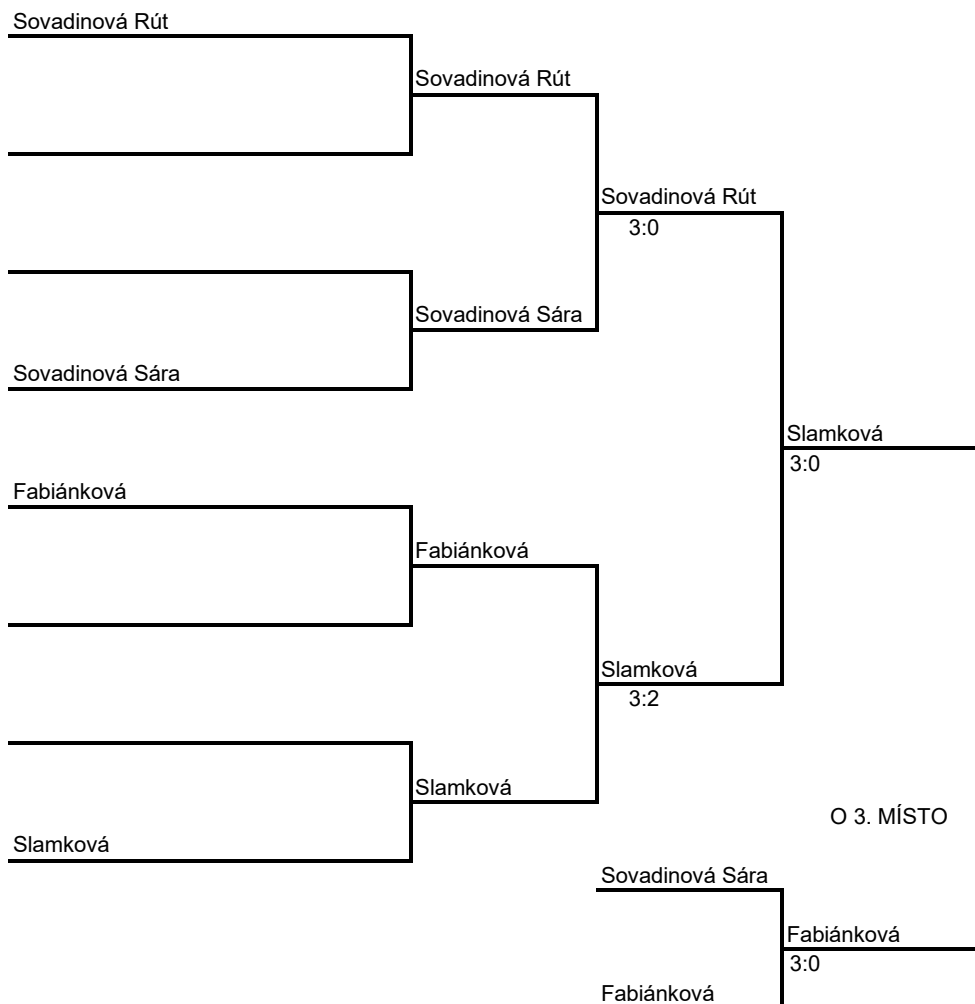 Sovadinová Rút
Sovadinová Rút
Sovadinová Rút
3:0
Sovadinová Sára
Sovadinová Sára
Slamková
3:0
Fabiánková
Fabiánková
Slamková
3:2
Slamková
O 3. MÍSTO
Slamková
Sovadinová Sára
Fabiánková
3:0
Fabiánková